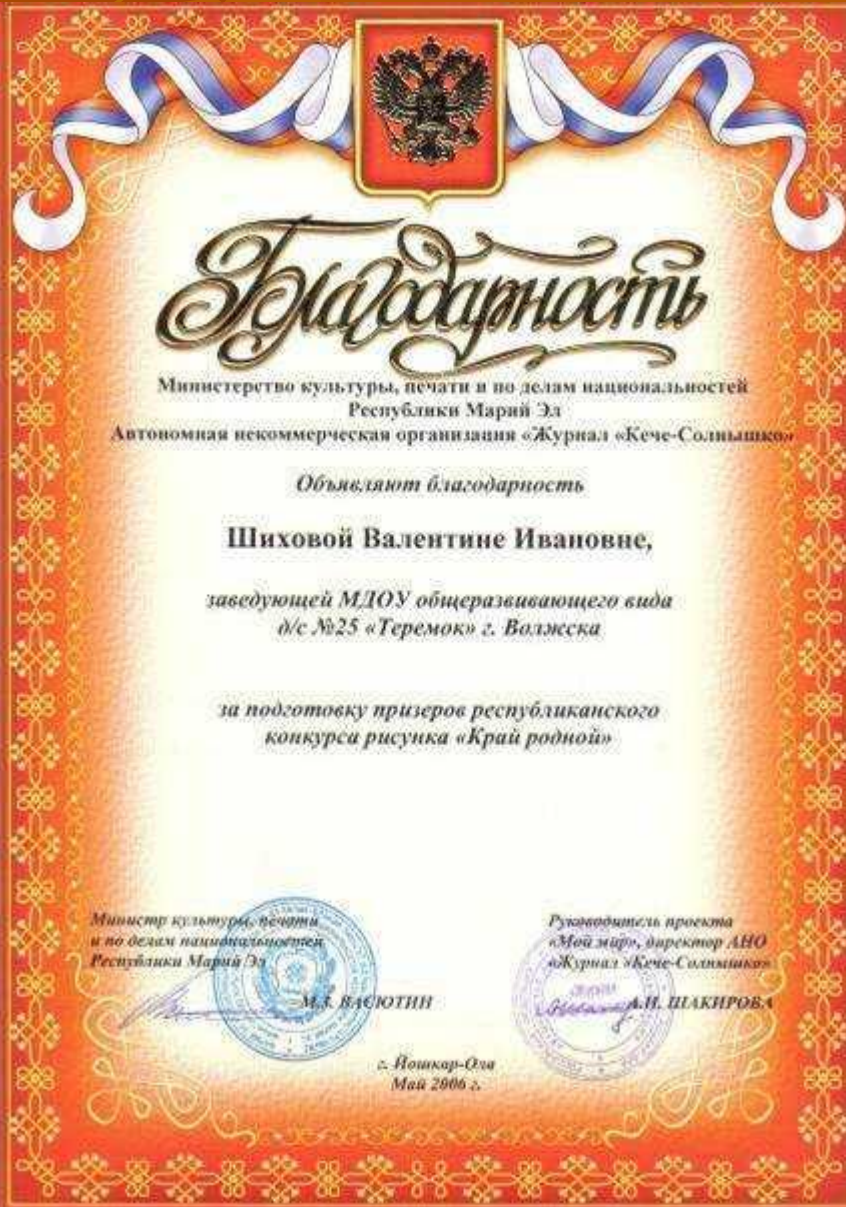 Благодарность
Министерство культуры, печати и по делам национальностей
Республики Марий Эл
Автономная некоммерческая организация «Журнал «Кече-Солнышко»
Объявляют благодарность
Шиховой Валентине Ивановне,
заведующей МДОУ общеразвивающего вида
д/с №25 «Теремок» г. Волжска
за подготовку призеров республиканского
конкурса рисунка «Край родной»
Министр культуры, печати
и по делам национальностей
Республики Марий Эл
М.З. ВАСЮТИН
Руководитель проекта
«Мой мир», директор АНО
«Журнал «Кече-Солнышко»
А.И. ШАКИРОВА
г. Йошкар-Ола
Май 2006 г.